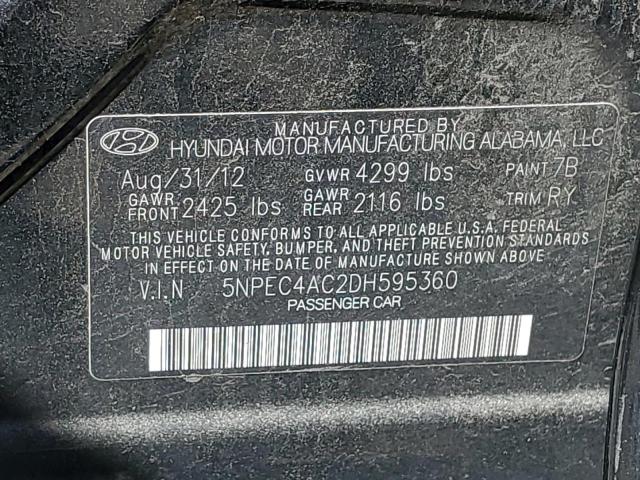 MANUFACTURED BY
HYUNDAI MOTOR MANUFACTURING ALABAMA, LLC
Aug/31/12 GVWR 4299 lbs PAINT 7B
GAWR FRONT 2425 lbs GAWR REAR 2116 lbs TRIM RY
THIS VEHICLE CONFORMS TO ALL APPLICABLE U.S.A. FEDERAL
MOTOR VEHICLE SAFETY, BUMPER, AND THEFT PREVENTION STANDARDS
IN EFFECT ON THE DATE OF MANUFACTURE SHOWN ABOVE.
V.I.N 5NPEC4AC2DH595360
PASSENGER CAR